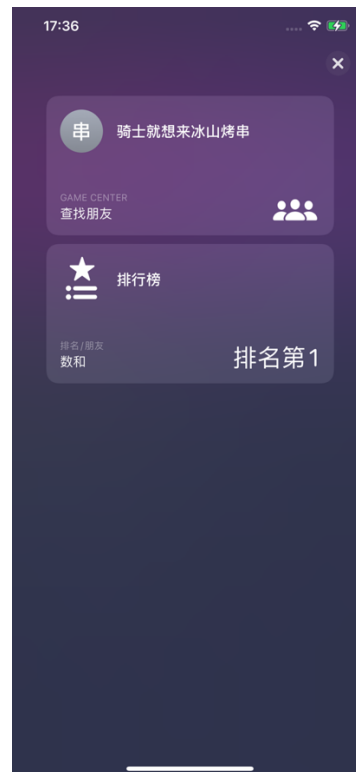 17:36
串
骑士就想来冰山烤串
GAME CENTER
查找朋友
排行榜
排名/朋友
数和
排名第1